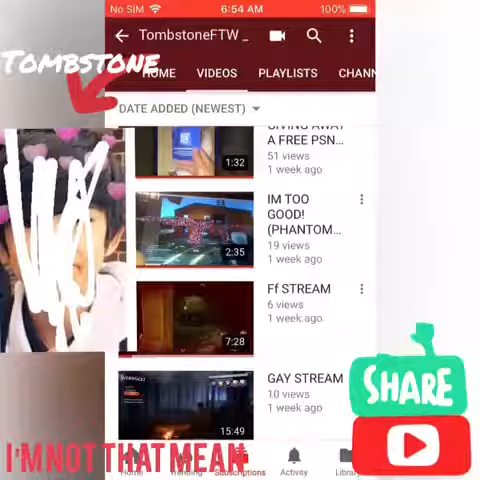 No SIM 6:54 AM 100%
TombstoneFTW _
TOMBSTONE
HOME VIDEOS PLAYLISTS CHANN
DATE ADDED (NEWEST)
GIVING AWAY
A FREE PSN...
51 views
1 week ago
1:32
IM TOO
GOOD!
(PHANTOM...
19 views
1 week ago
2:35
Ff STREAM
6 views
1 week ago
7:28
GAY STREAM
10 views
1 week ago
15:49
SHARE
I'M NOT THAT MEAN
Home Trending Subscriptions Activity Library